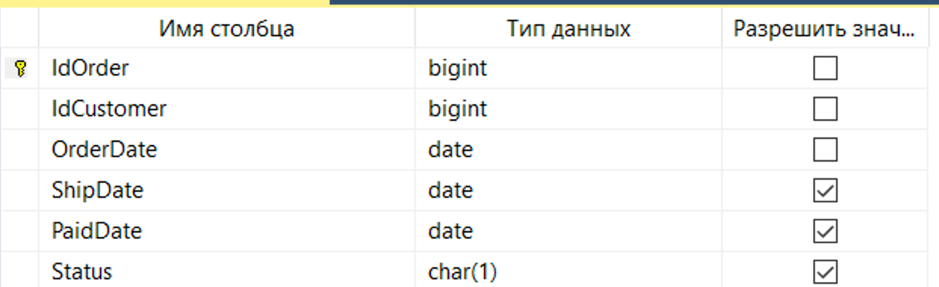 Имя столбца Тип данных Разрешить знач...
IdOrder bigint
IdCustomer bigint
OrderDate date
ShipDate date
PaidDate date
Status char(1)